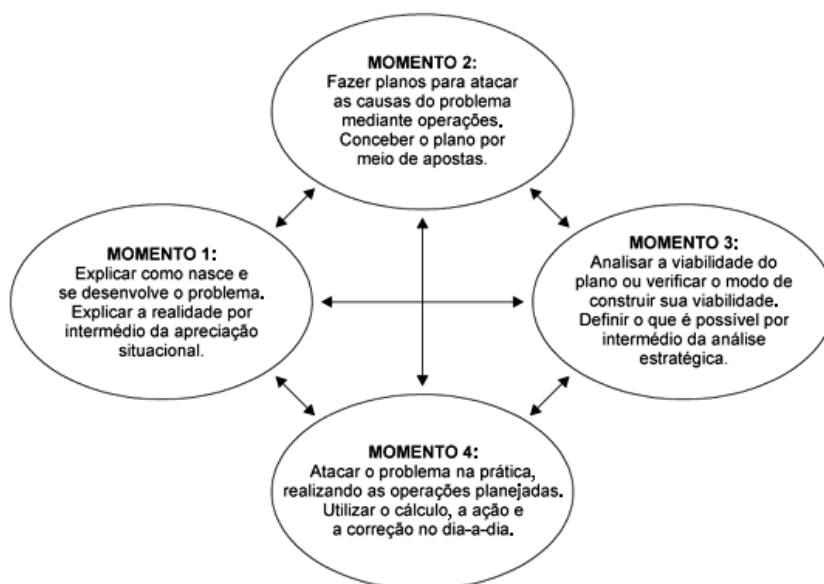 MOMENTO 2:
Fazer planos para atacar
as causas do problema
mediante operações.
Conceber o plano por
meio de apostas.
MOMENTO 1:
Explicar como nasce e
se desenvolve o problema.
Explicar a realidade por
intermédio da apreciação
situacional.
MOMENTO 3:
Analisar a viabilidade do
plano ou verificar o modo de
construir sua viabilidade.
Definir o que é possível por
intermédio da análise
estratégica.
MOMENTO 4:
Atacar o problema na prática,
realizando as operações planejadas.
Utilizar o cálculo, a ação e
a correção no dia-a-dia.